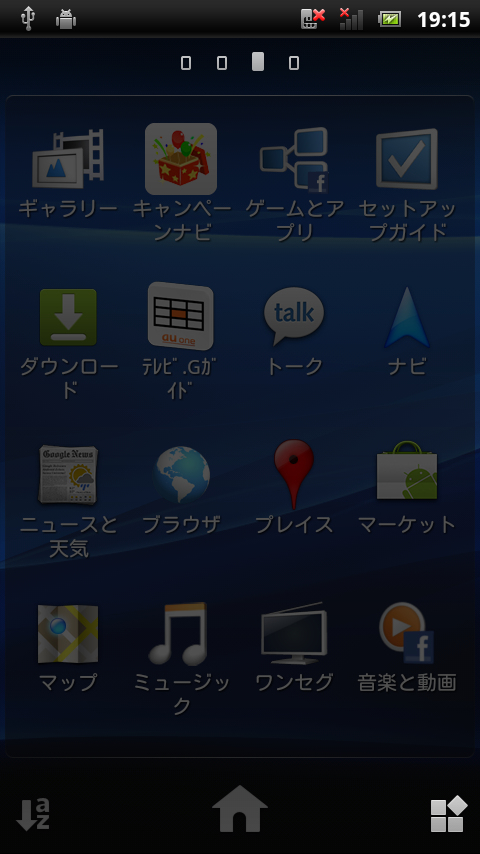 19:15
ギャラリー
キャンペー
ンナビ
ゲームとア
プリ
セットアッ
プガイド
ダウンロー
ド
au one
ﾃﾚﾋﾞ.Gｶﾞ
ｲﾄﾞ
talk
トーク
ナビ
Google News
ニュースと
天気
ブラウザ
プレイス
マーケット
マップ
ミュージッ
ク
ワンセグ
f
音楽と動画
a
z